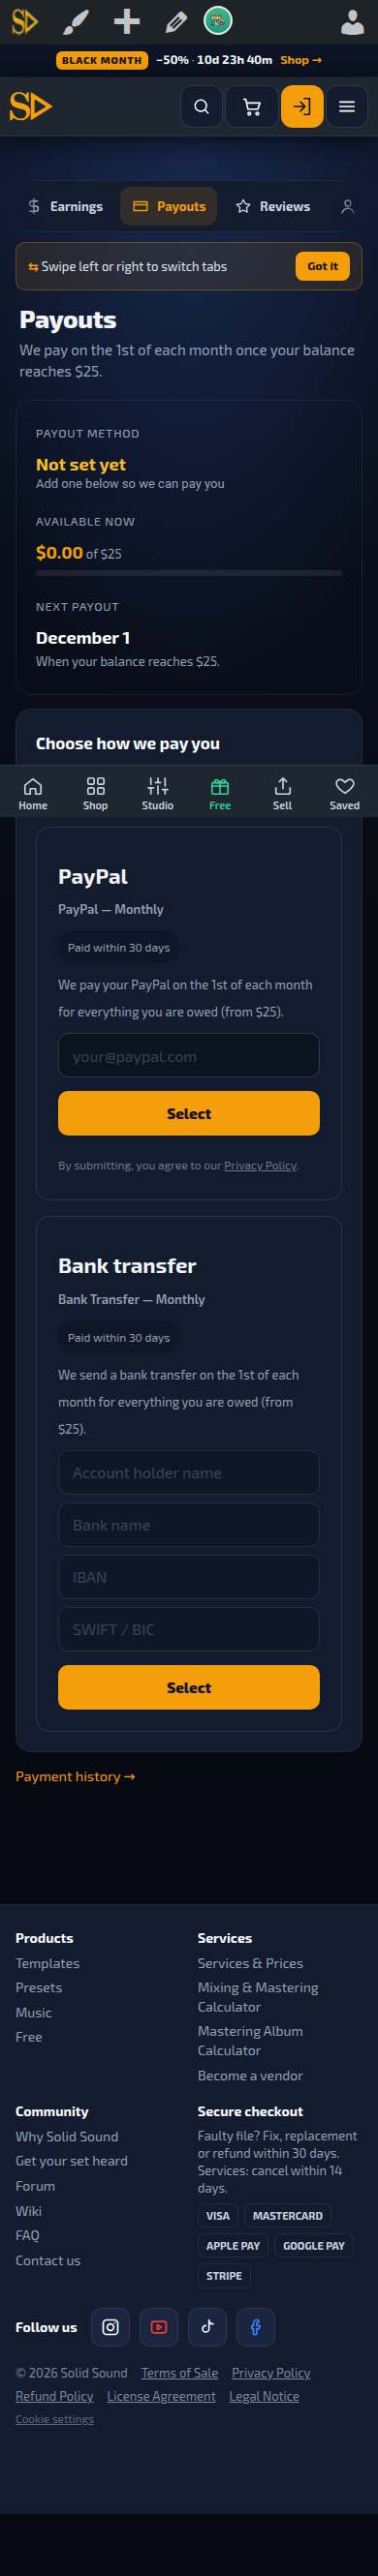 BLACK MONTH −50% · 10d 23h 40m Shop →
Earnings Payouts Reviews
⇆ Swipe left or right to switch tabs Got it
Payouts
We pay on the 1st of each month once your balance
reaches $25.
PAYOUT METHOD
Not set yet
Add one below so we can pay you
AVAILABLE NOW
$0.00 of $25
NEXT PAYOUT
December 1
When your balance reaches $25.
Choose how we pay you
Home Shop Studio Free Sell Saved
PayPal
PayPal — Monthly
Paid within 30 days
We pay your PayPal on the 1st of each month
for everything you are owed (from $25).
your@paypal.com
Select
By submitting, you agree to our Privacy Policy.
Bank transfer
Bank Transfer — Monthly
Paid within 30 days
We send a bank transfer on the 1st of each
month for everything you are owed (from
$25).
Account holder name
Bank name
IBAN
SWIFT / BIC
Select
Payment history →
Products
Templates
Presets
Music
Free
Services
Services & Prices
Mixing & Mastering
Calculator
Mastering Album
Calculator
Become a vendor
Community
Why Solid Sound
Get your set heard
Forum
Wiki
FAQ
Contact us
Secure checkout
Faulty file? Fix, replacement
or refund within 30 days.
Services: cancel within 14
days.
VISA MASTERCARD
APPLE PAY GOOGLE PAY
STRIPE
Follow us
© 2026 Solid Sound Terms of Sale Privacy Policy
Refund Policy License Agreement Legal Notice
Cookie settings